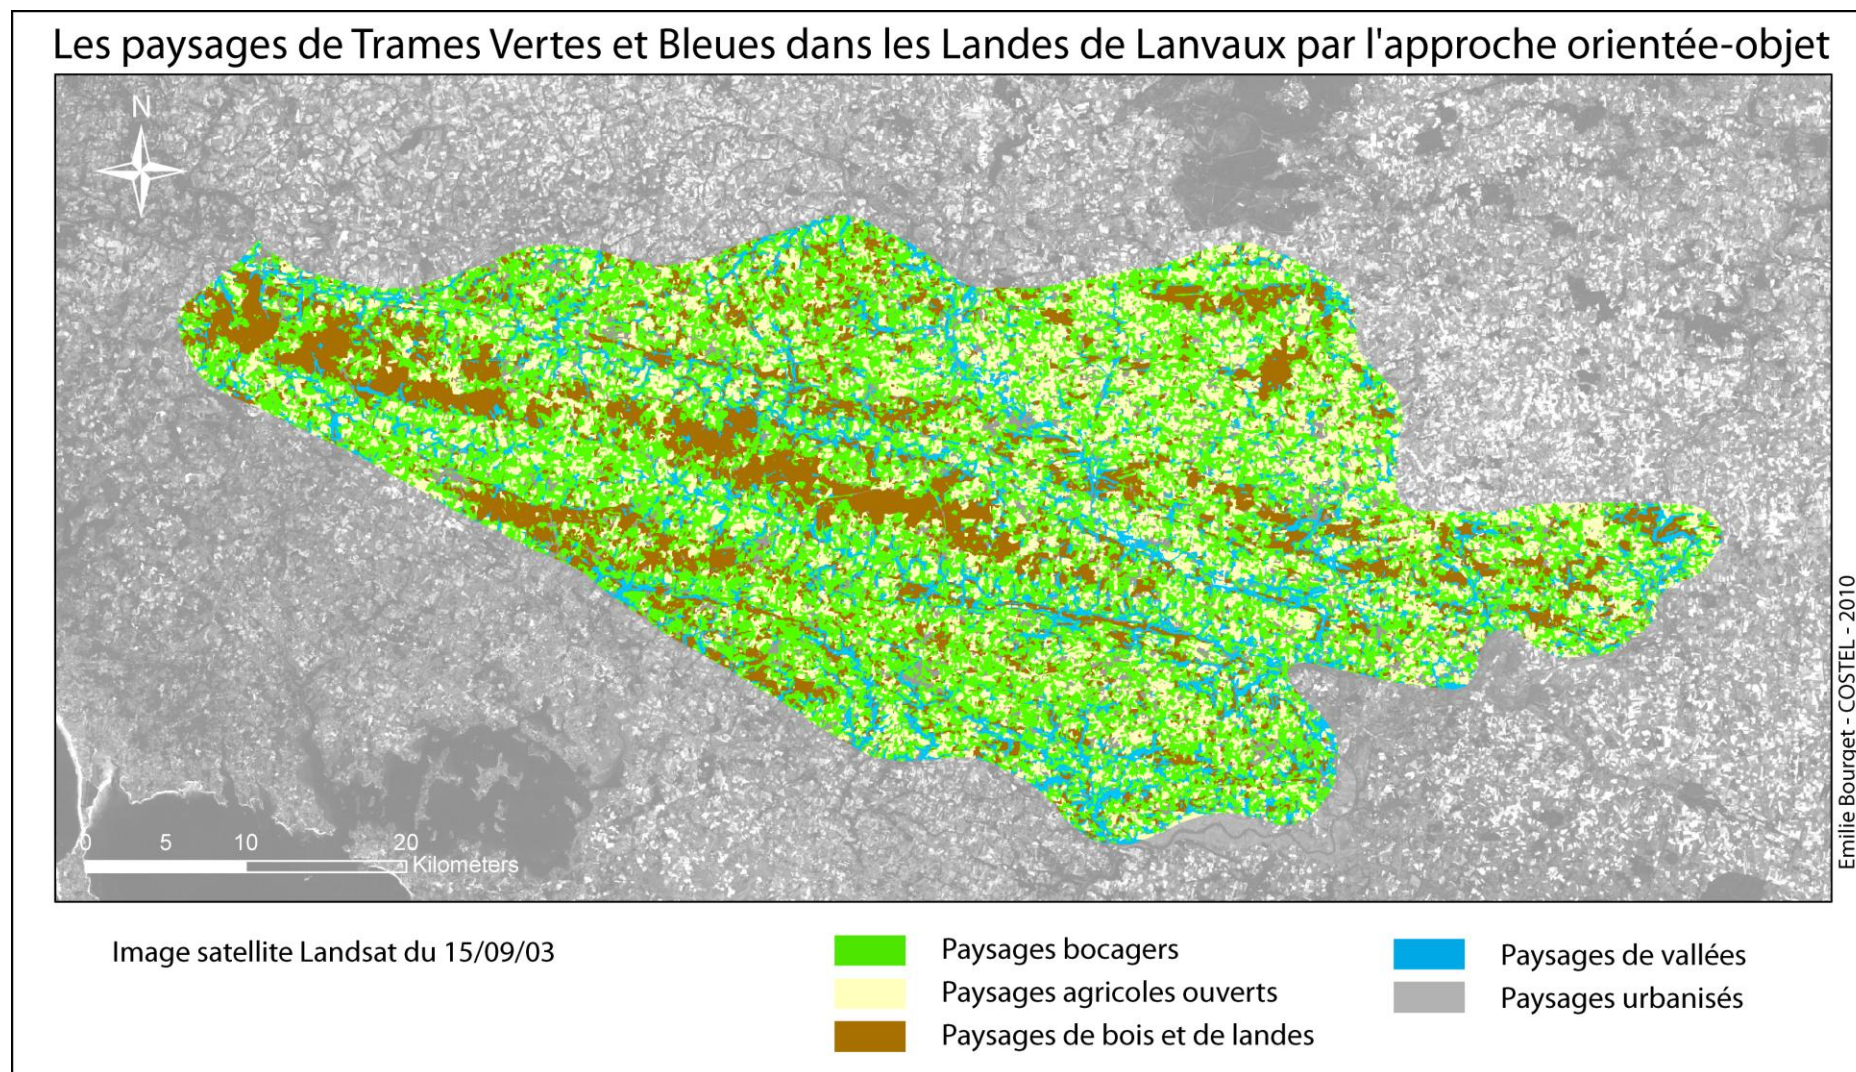 Les paysages de Trames Vertes et Bleues dans les Landes de Lanvaux par l'approche orientée-objet
N
0 5 10 20
Kilometers
Emilie Bourget - COSTEL - 2010
Image satellite Landsat du 15/09/03
Paysages bocagers
Paysages agricoles ouverts
Paysages de bois et de landes
Paysages de vallées
Paysages urbanisés